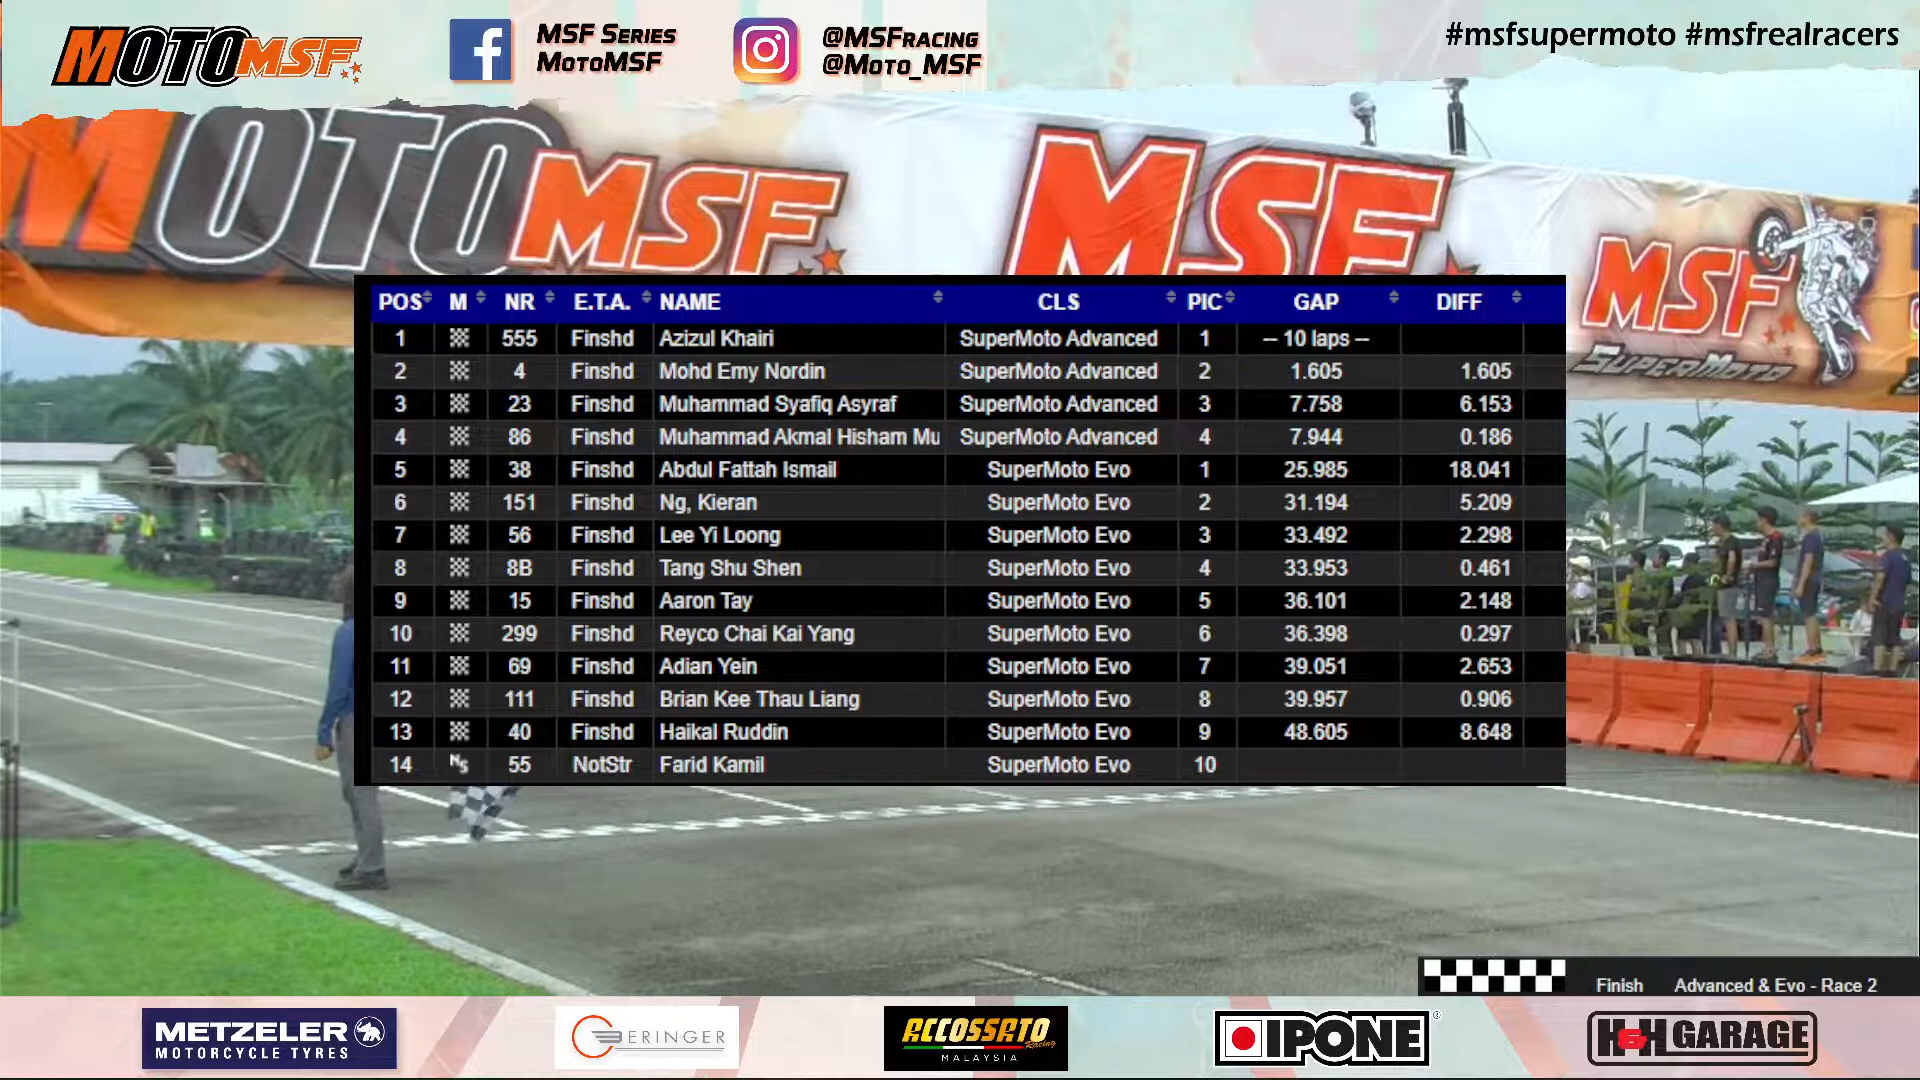 MOTOMSF
MSF SERIES
MOTOMSF
@MSFRACING
@MOTO_MSF
#msfsupermoto #msfrealracers
MOTOMSF
MSF
MSF
SUPERMOTO
POS M NR E.T.A. NAME CLS PIC GAP DIFF
1 555 Finshd Azizul Khairi SuperMoto Advanced 1 -- 10 laps --
2 4 Finshd Mohd Emy Nordin SuperMoto Advanced 2 1.605 1.605
3 23 Finshd Muhammad Syafiq Asyraf SuperMoto Advanced 3 7.758 6.153
4 86 Finshd Muhammad Akmal Hisham Mu SuperMoto Advanced 4 7.944 0.186
5 38 Finshd Abdul Fattah Ismail SuperMoto Evo 1 25.985 18.041
6 151 Finshd Ng, Kieran SuperMoto Evo 2 31.194 5.209
7 56 Finshd Lee Yi Loong SuperMoto Evo 3 33.492 2.298
8 8B Finshd Tang Shu Shen SuperMoto Evo 4 33.953 0.461
9 15 Finshd Aaron Tay SuperMoto Evo 5 36.101 2.148
10 299 Finshd Reyco Chai Kai Yang SuperMoto Evo 6 36.398 0.297
11 69 Finshd Adian Yein SuperMoto Evo 7 39.051 2.653
12 111 Finshd Brian Kee Thau Liang SuperMoto Evo 8 39.957 0.906
13 40 Finshd Haikal Ruddin SuperMoto Evo 9 48.605 8.648
14 NS 55 NotStr Farid Kamil SuperMoto Evo 10
Finish Advanced & Evo - Race 2
METZELER
MOTORCYCLE TYRES
BERINGER
ACCOSSATO
Racing
MALAYSIA
IPONE®
H&H GARAGE